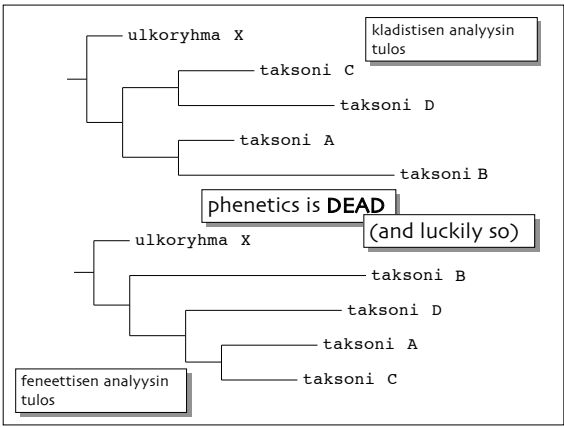 ulkoryhma X
kladistisen analyysin
tulos
taksoni C
taksoni D
taksoni A
taksoni B
phenetics is DEAD
(and luckily so)
ulkoryhma X
taksoni B
taksoni D
taksoni A
taksoni C
feneettisen analyysin
tulos